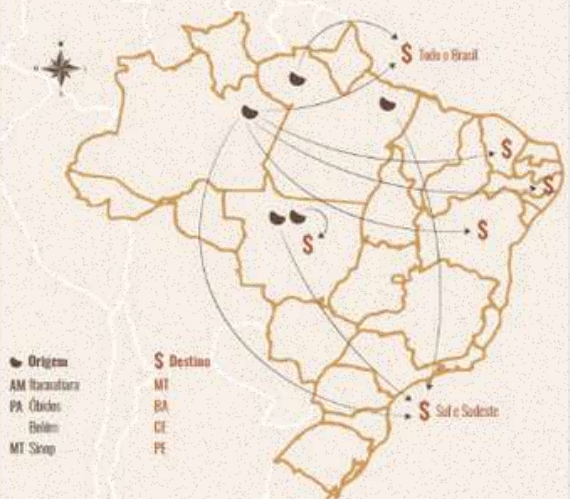 $ Todo o Brasil
$
$
$
$
$ Sul e Sudeste
Origem
AM Itacoatiara
PA Óbidos
Belém
MT Sinop
$ Destino
MT
BA
CE
PE